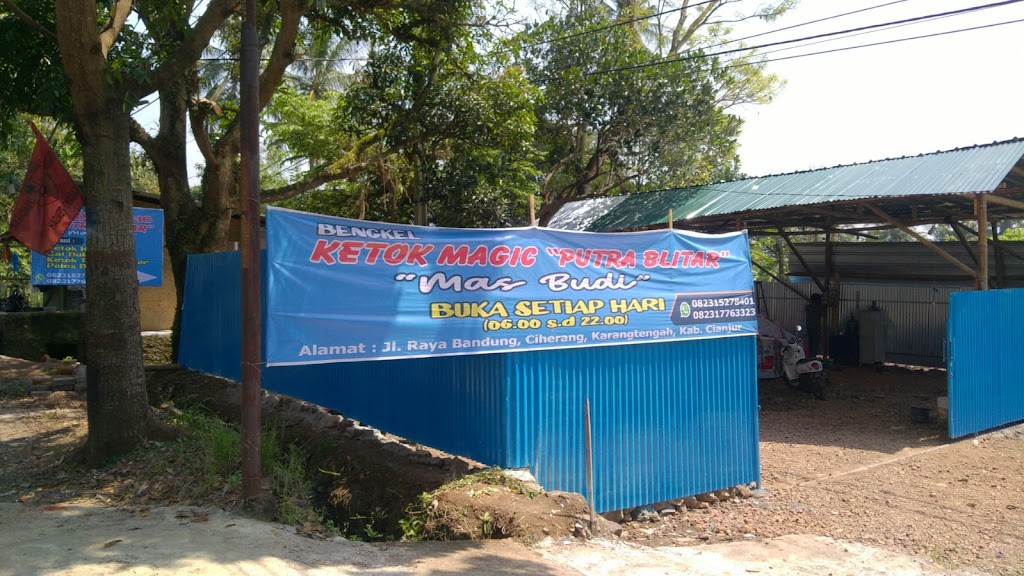 BENGKEL
KETOK MAGIC "PUTRA BLITAR"
"Mas Budi"
BUKA SETIAP HARI
(06.00 s.d 22.00)
082315278401
082317763323
Alamat : Jl. Raya Bandung, Ciherang, Karangtengah, Kab. Cianjur